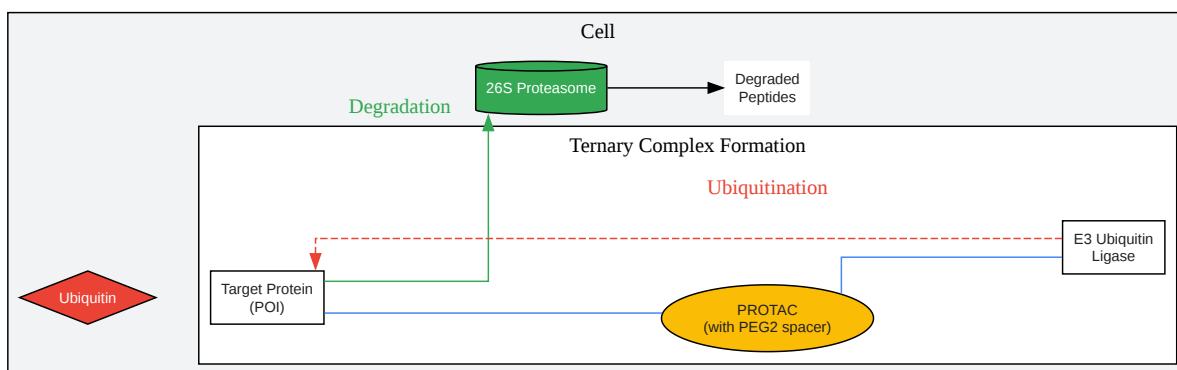 Cell
26S Proteasome
Degraded
Peptides
Degradation
Ternary Complex Formation
Ubiquitination
E3 Ubiquitin
Ligase
Ubiquitin
Target Protein
(POI)
PROTAC
(with PEG2 spacer)